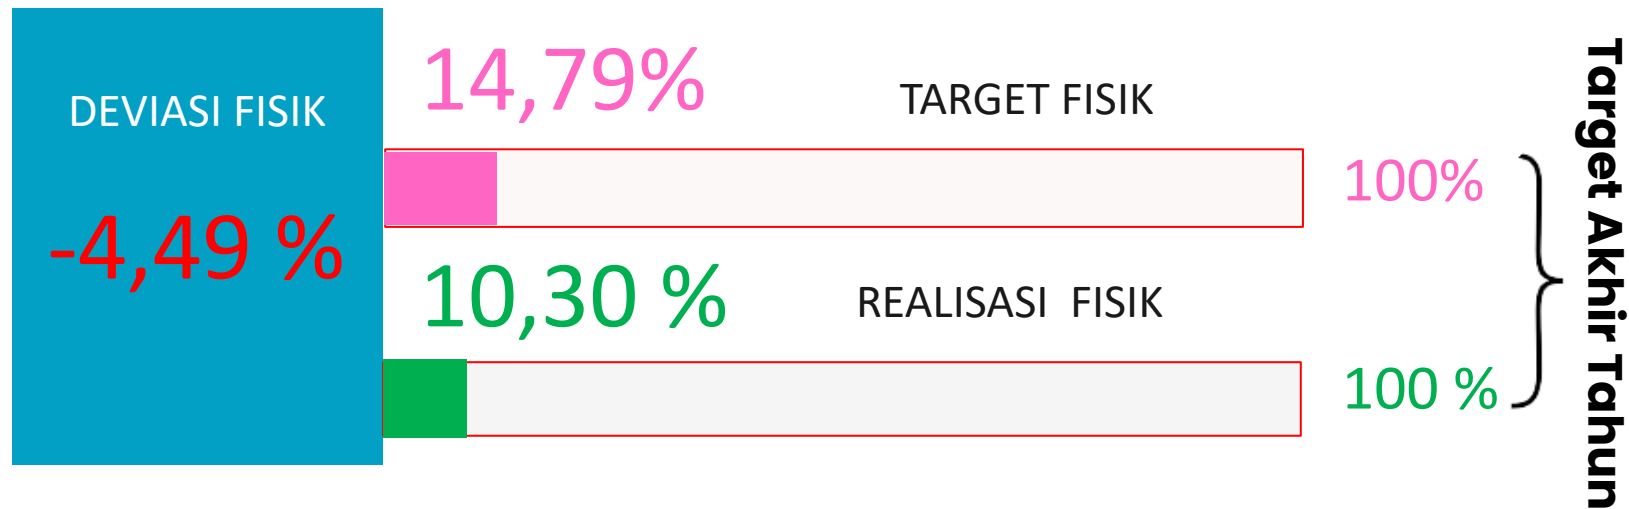 DEVIASI FISIK
-4,49 %
14,79%
TARGET FISIK
100%
10,30 %
REALISASI FISIK
100 %
Target Akhir Tahun